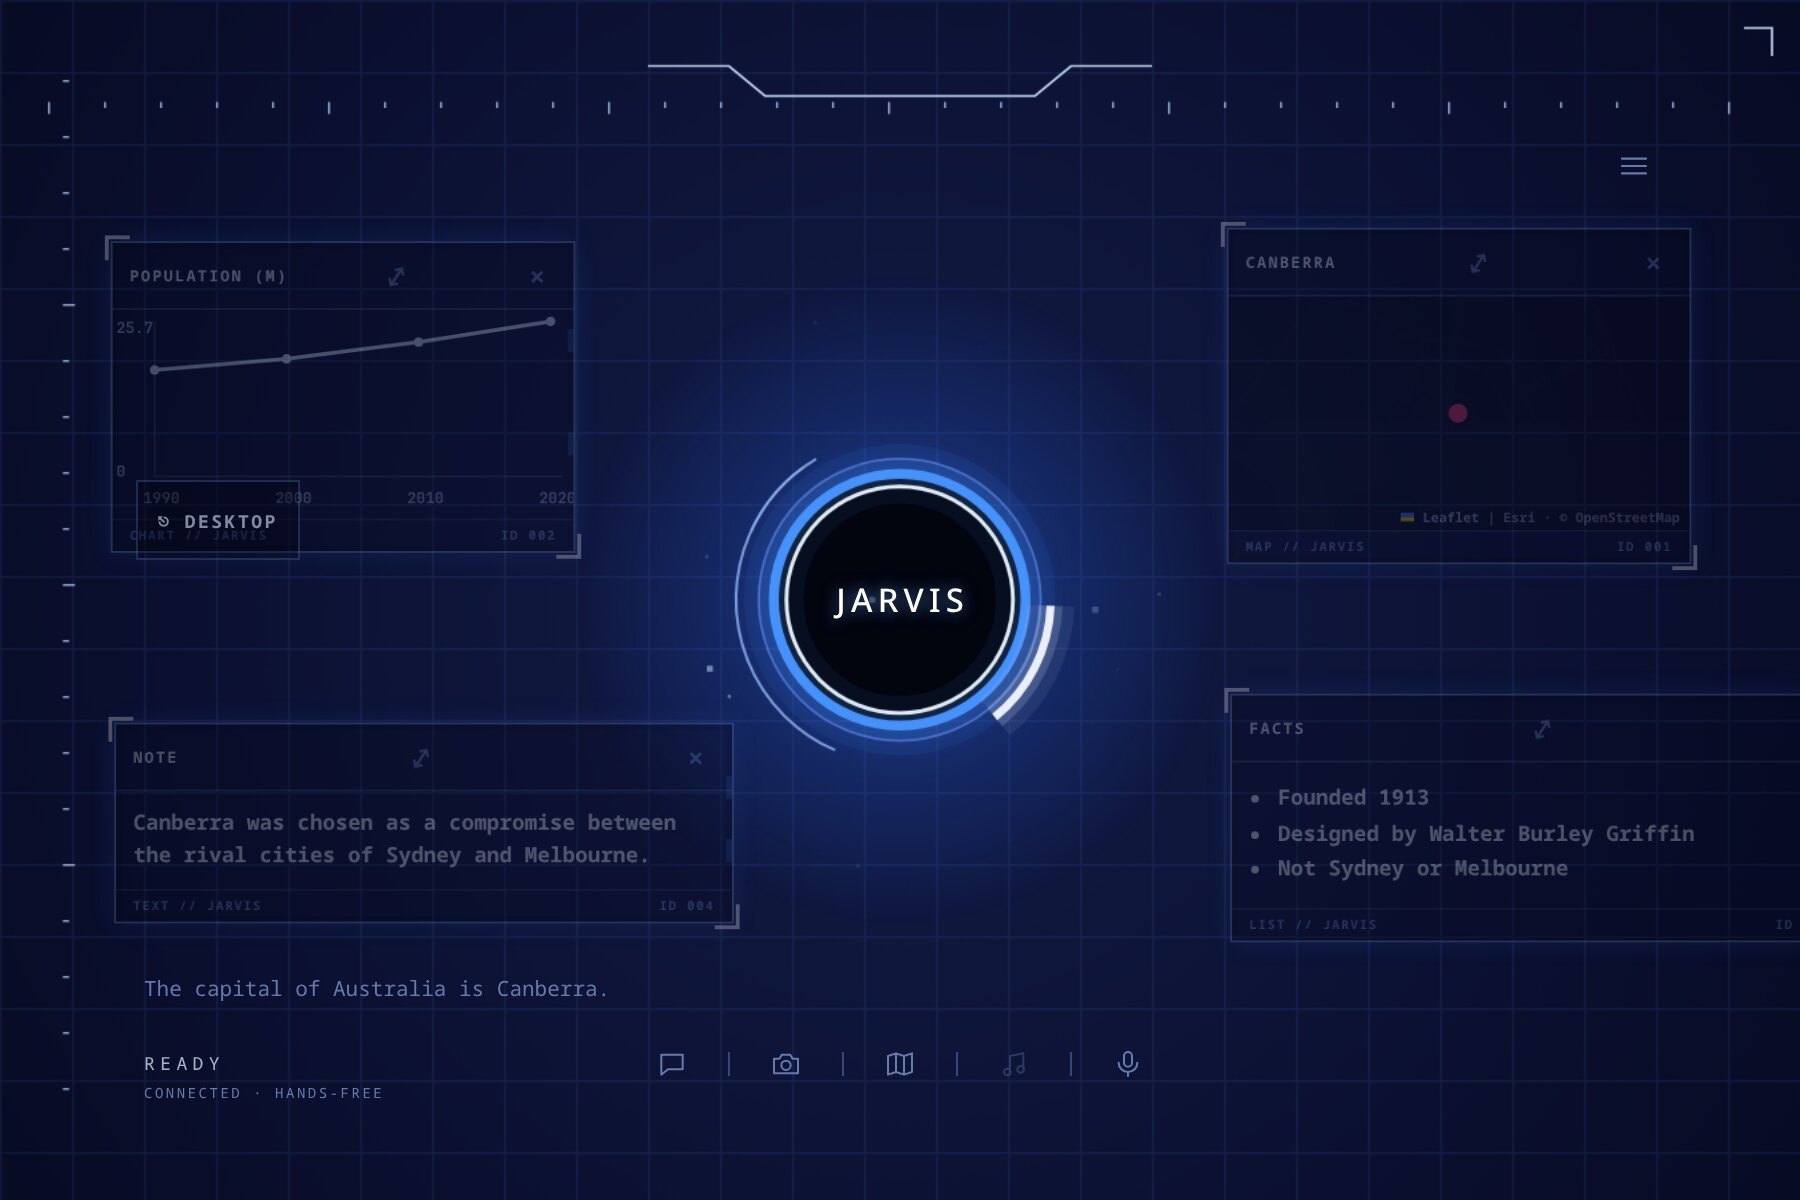 POPULATION (M)
25.7
0
1990 2000 2010 2020
DESKTOP
CHART // JARVIS ID 002
CANBERRA
Leaflet | Esri · © OpenStreetMap
MAP // JARVIS ID 001
JARVIS
NOTE
Canberra was chosen as a compromise between
the rival cities of Sydney and Melbourne.
TEXT // JARVIS ID 004
FACTS
• Founded 1913
• Designed by Walter Burley Griffin
• Not Sydney or Melbourne
LIST // JARVIS ID
The capital of Australia is Canberra.
READY
CONNECTED · HANDS-FREE